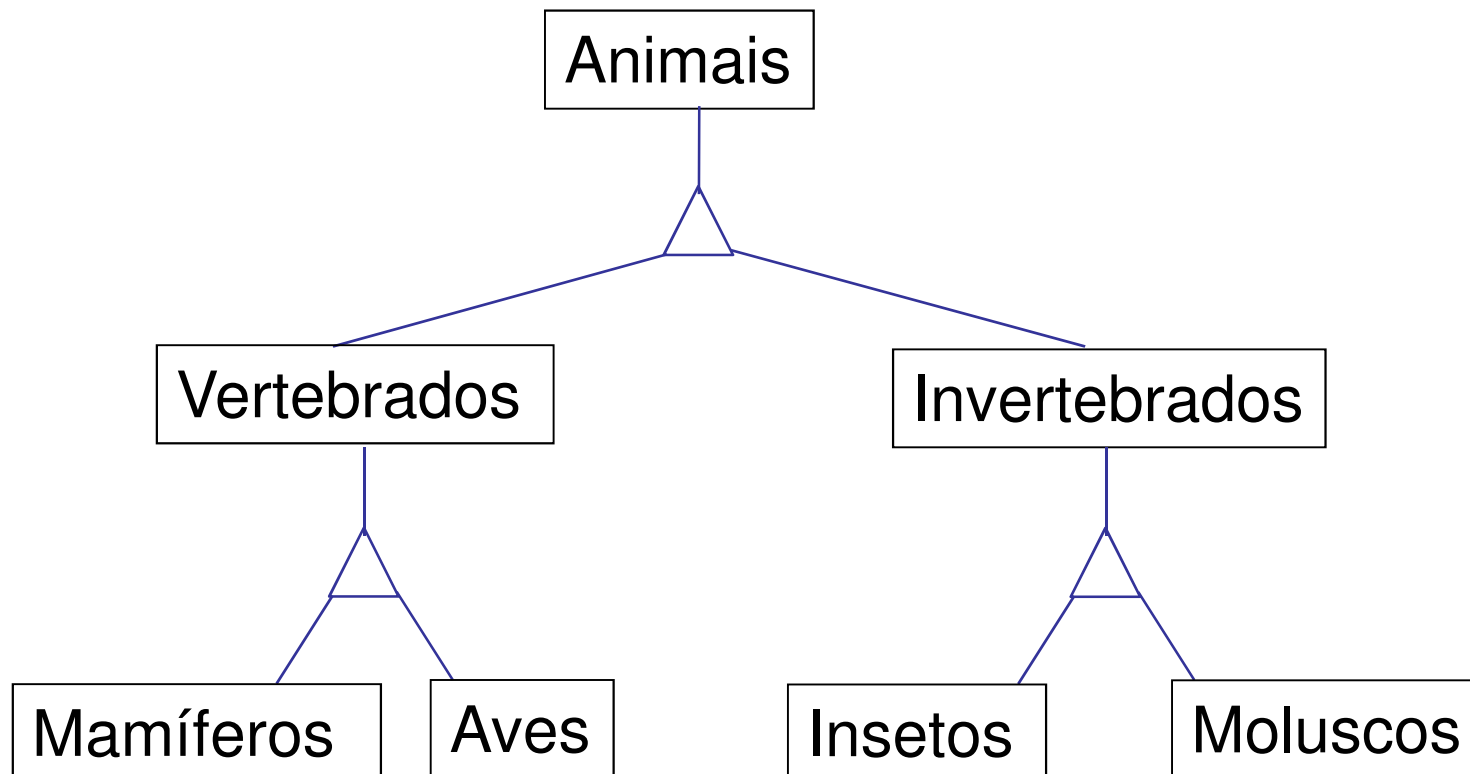 Animais
Vertebrados
Invertebrados
Mamíferos
Aves
Insetos
Moluscos